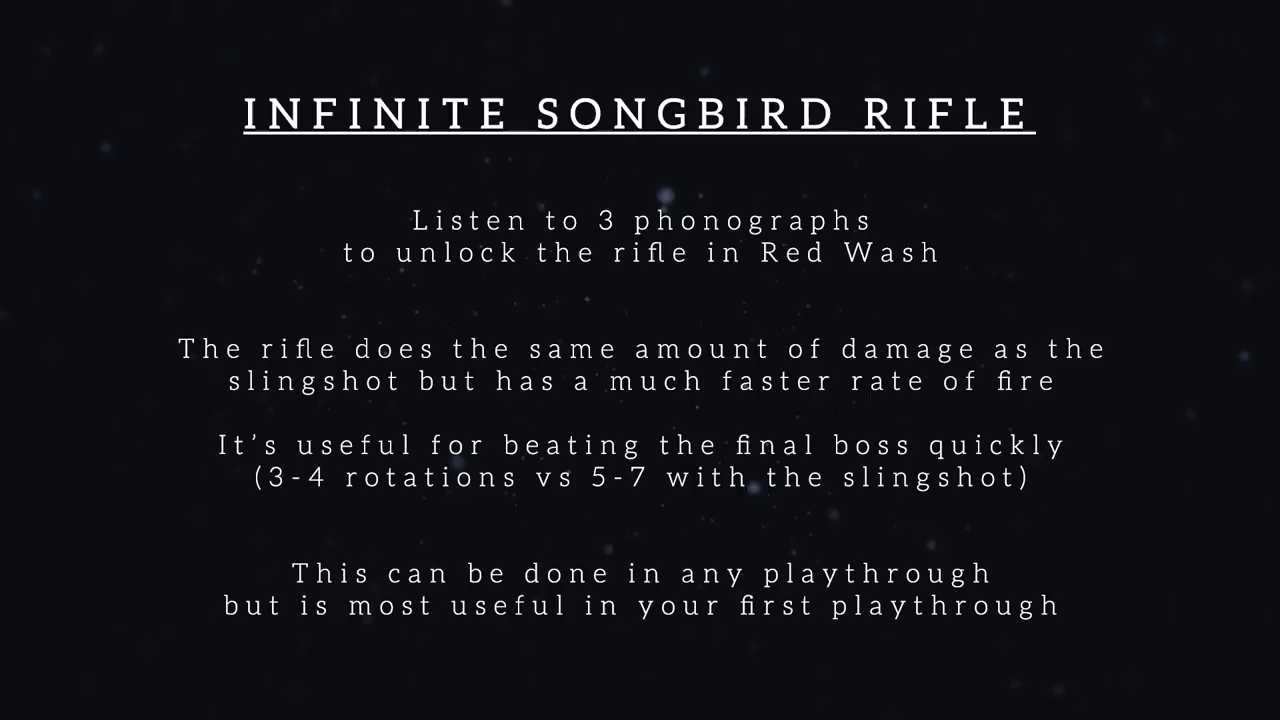 INFINITE SONGBIRD RIFLE
Listen to 3 phonographs
to unlock the rifle in Red Wash
The rifle does the same amount of damage as the
slingshot but has a much faster rate of fire
It’s useful for beating the final boss quickly
(3-4 rotations vs 5-7 with the slingshot)
This can be done in any playthrough
but is most useful in your first playthrough